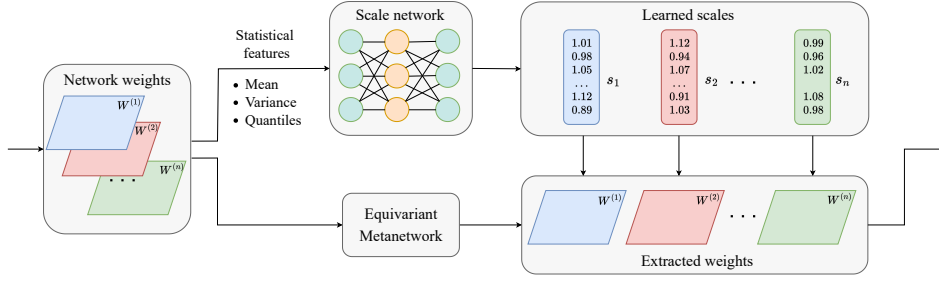 Network weights
W(1)
W(2)
W(n)
...
Statistical
features
• Mean
• Variance
• Quantiles
Scale network
Learned scales
1.01
0.98
1.05
...
1.12
0.89
s1
1.12
0.94
1.07
...
0.91
1.03
s2
...
0.99
0.96
1.02
1.08
0.98
sn
Equivariant
Metanetwork
W(1)
W(2)
...
W(n)
Extracted weights